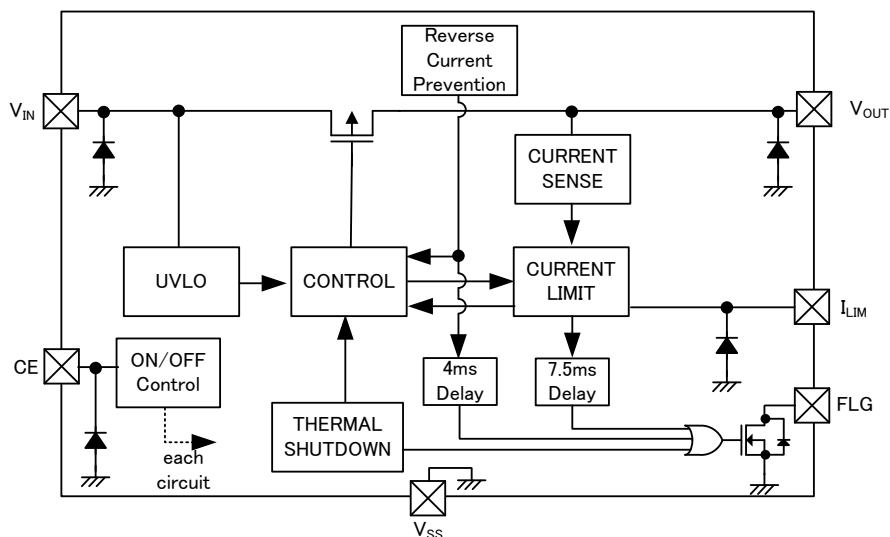 Reverse
Current
Prevention
VIN
VOUT
CURRENT
SENSE
UVLO
CONTROL
CURRENT
LIMIT
ILIM
CE
ON/OFF
Control
4ms
Delay
7.5ms
Delay
FLG
THERMAL
SHUTDOWN
each
circuit
VSS